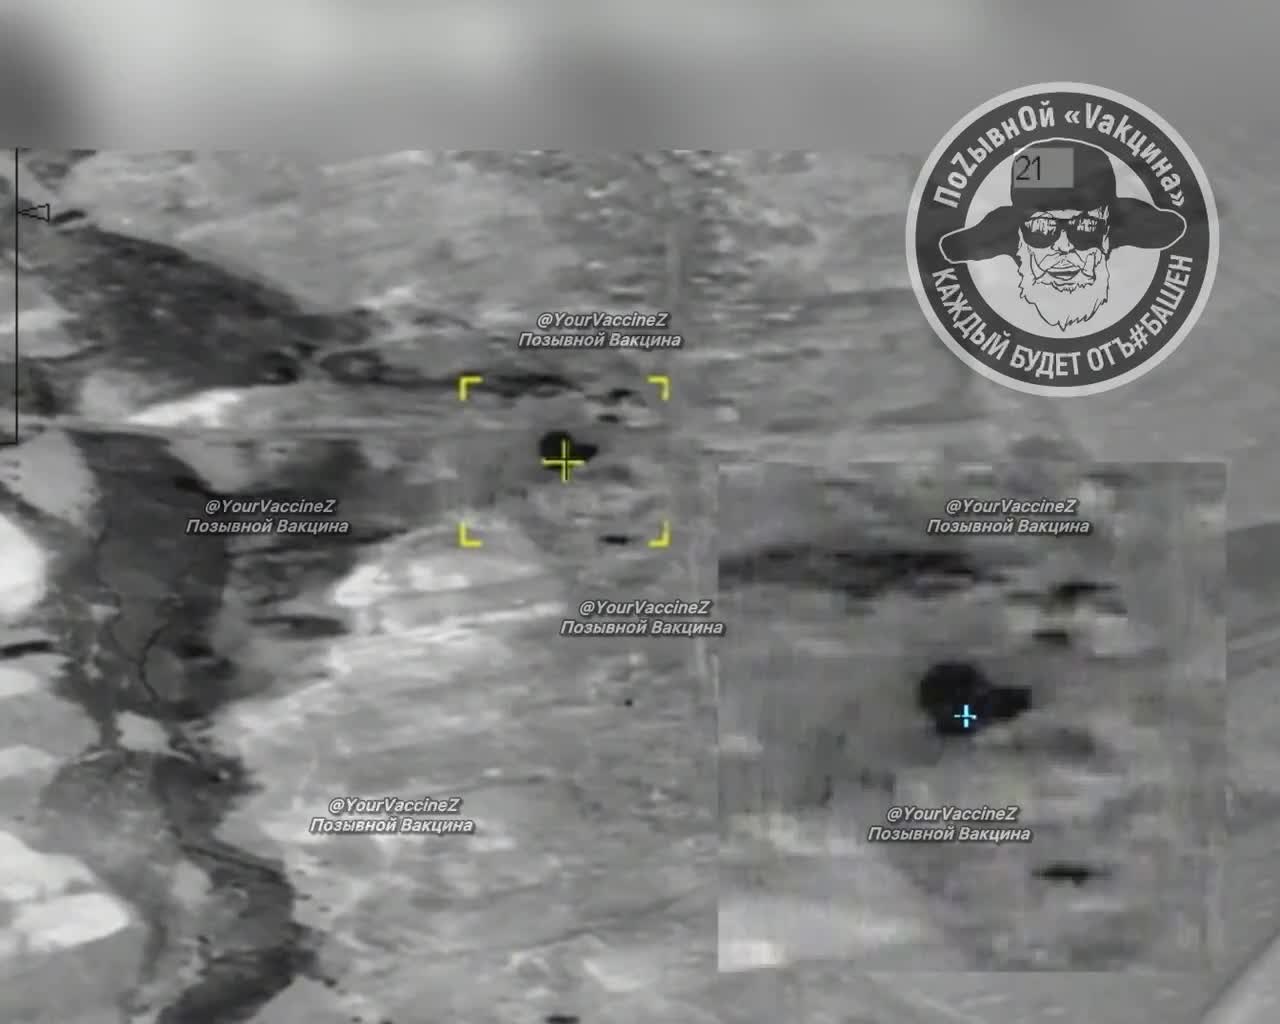 ПоZывнОй «Vакцина»
21
КАЖДЫЙ БУДЕТ ОТЪ#БАШЕН
@YourVaccineZ
Позывной Вакцина
@YourVaccineZ
Позывной Вакцина
@YourVaccineZ
Позывной Вакцина
@YourVaccineZ
Позывной Вакцина
@YourVaccineZ
Позывной Вакцина
@YourVaccineZ
Позывной Вакцина